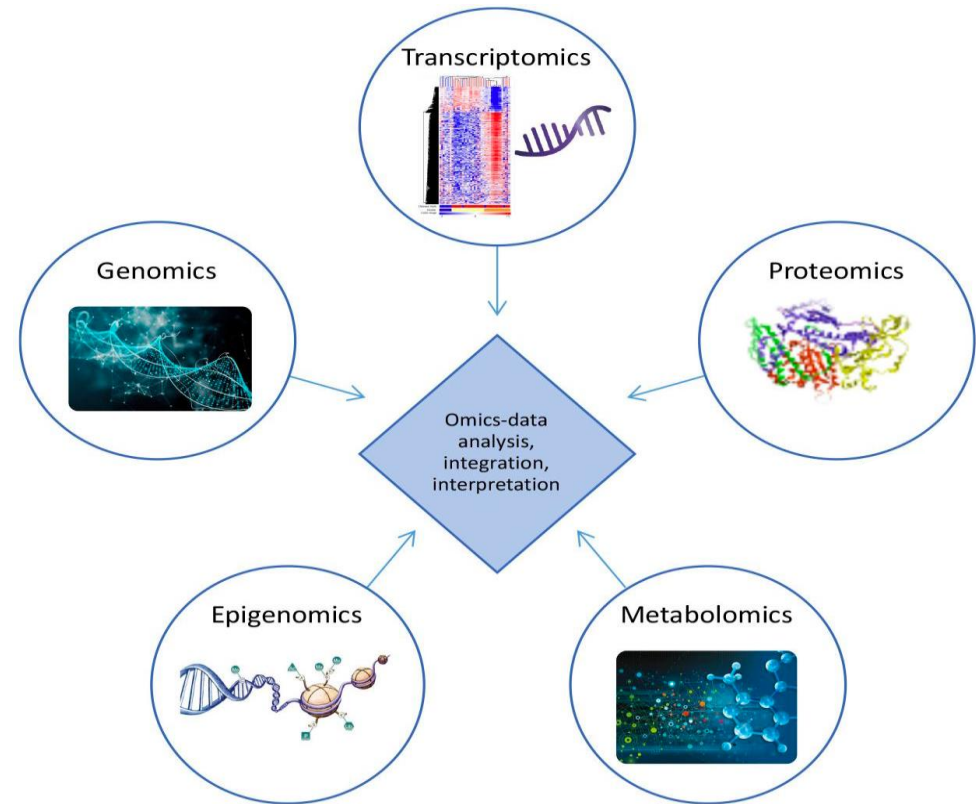 Transcriptomics
Genomics
Proteomics
Omics-data
analysis,
integration,
interpretation
Epigenomics
Metabolomics